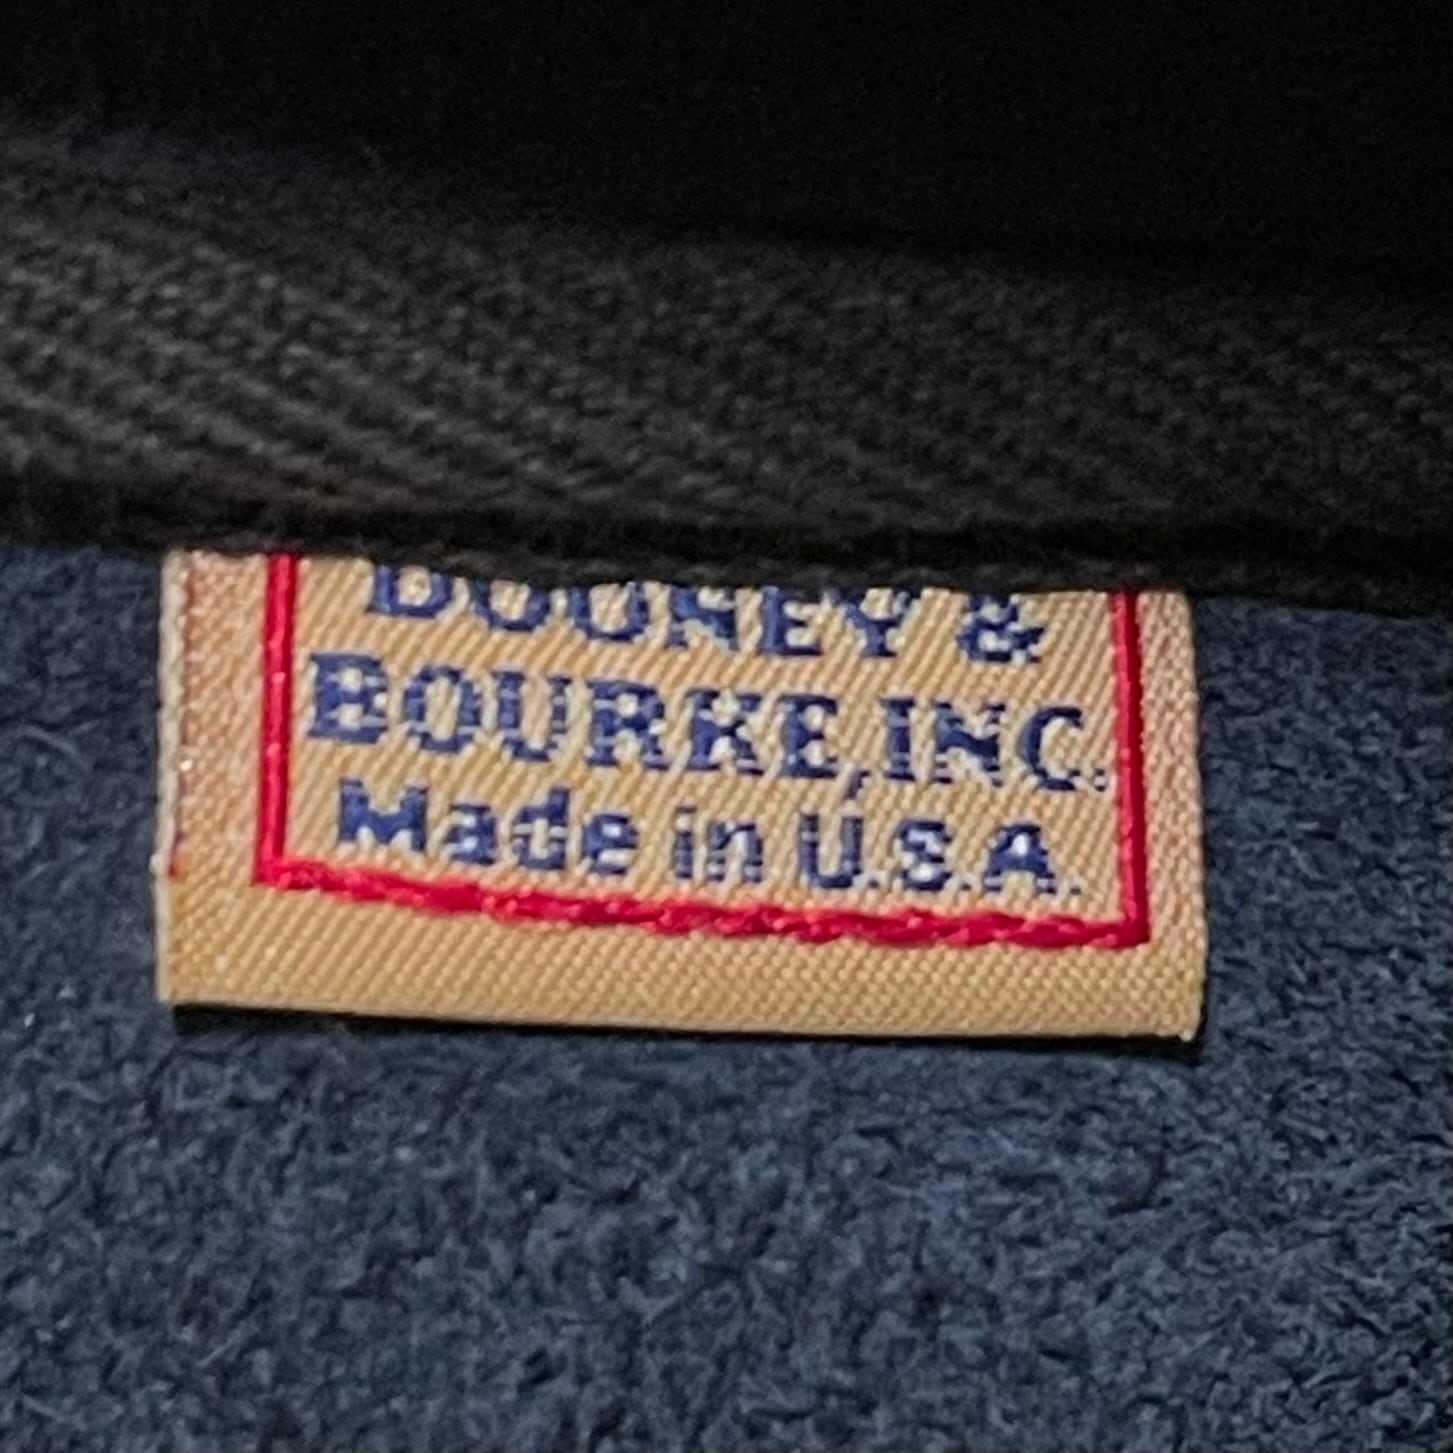 DOONEY &
BOURKE, INC.
Made in U.S.A.